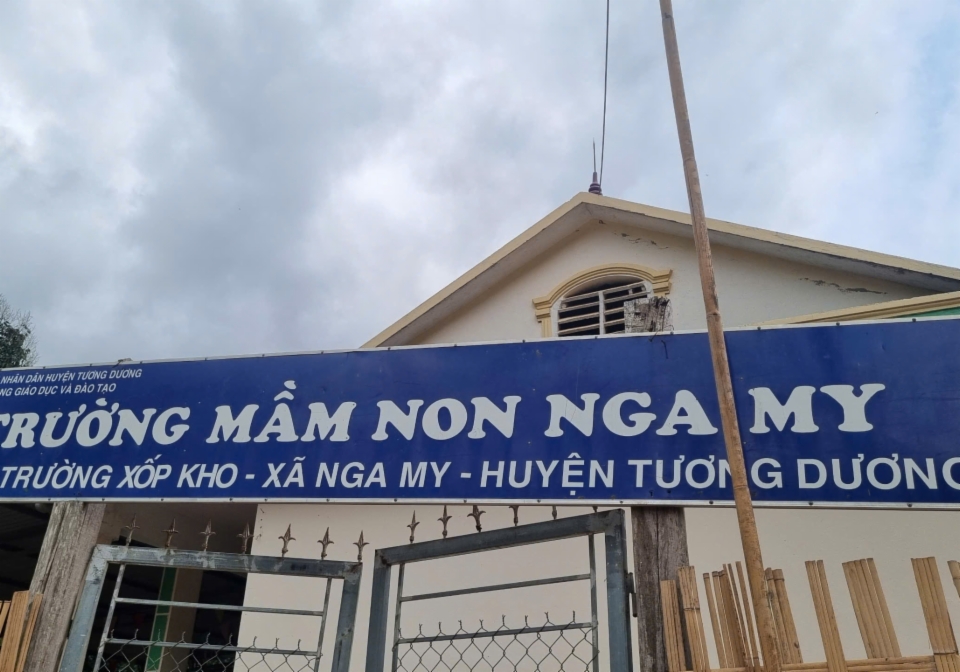 NHÂN DÂN HUYỆN TƯƠNG DƯƠNG
NG GIÁO DỤC VÀ ĐÀO TẠO
TRƯỜNG MẦM NON NGA MY
TRƯỜNG XỐP KHO - XÃ NGA MY - HUYỆN TƯƠNG DƯƠNG